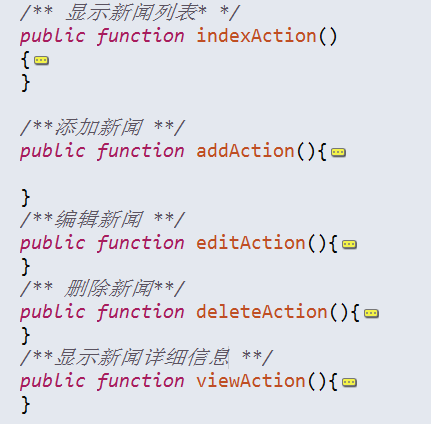 /** 显示新闻列表* */
public function indexAction()
{
}
/**添加新闻 **/
public function addAction(){
}
/**编辑新闻 **/
public function editAction(){
}
/** 删除新闻**/
public function deleteAction(){
}
/**显示新闻详细信息 **/
public function viewAction(){
}